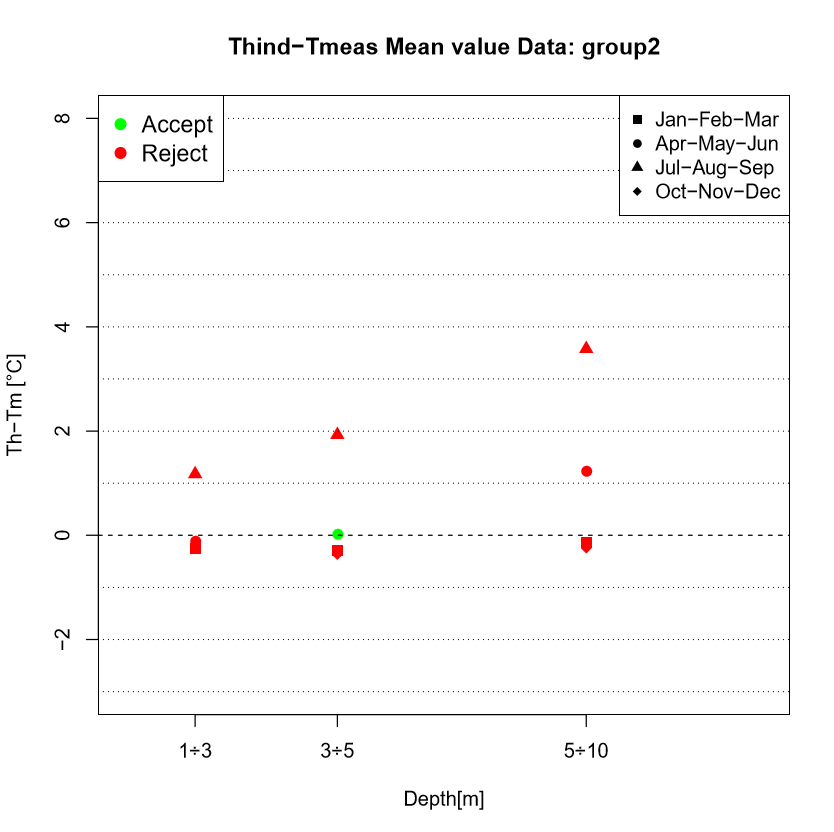 Thind−Tmeas Mean value Data: group2
Accept
Reject
Jan−Feb−Mar
Apr−May−Jun
Jul−Aug−Sep
Oct−Nov−Dec
8
6
4
2
0
−2
Th−Tm [°C]
1÷3
3÷5
5÷10
Depth[m]